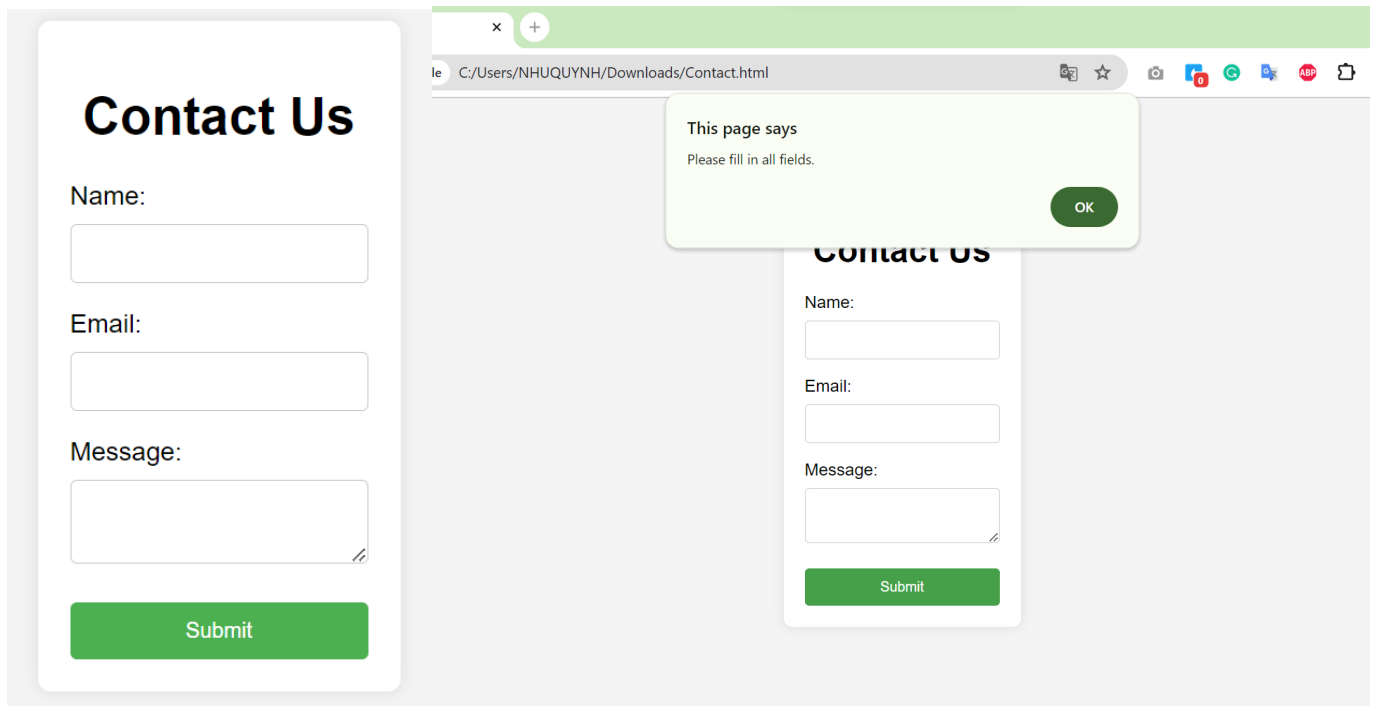 Contact Us
Name:
Email:
Message:
Submit
le C:/Users/NHUQUYNH/Downloads/Contact.html
0
G
ABP
This page says
Please fill in all fields.
OK
Contact Us
Name:
Email:
Message:
Submit